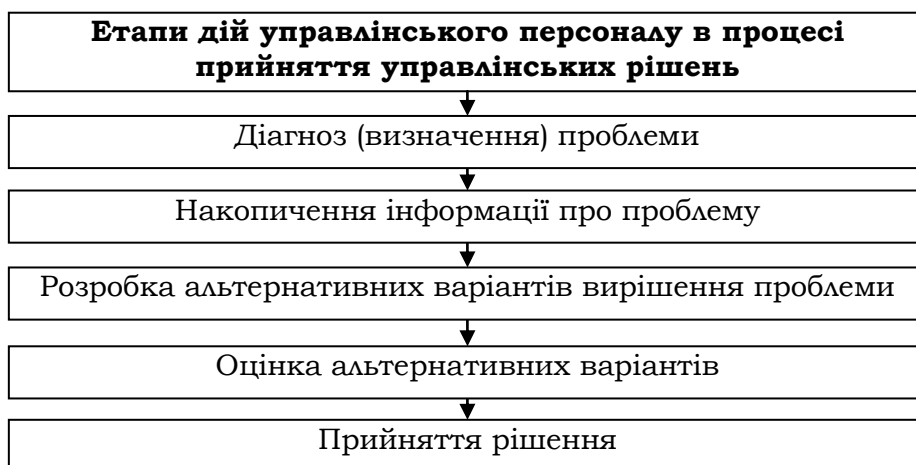 Етапи дій управлінського персоналу в процесі
прийняття управлінських рішень
Діагноз (визначення) проблеми
Накопичення інформації про проблему
Розробка альтернативних варіантів вирішення проблеми
Оцінка альтернативних варіантів
Прийняття рішення